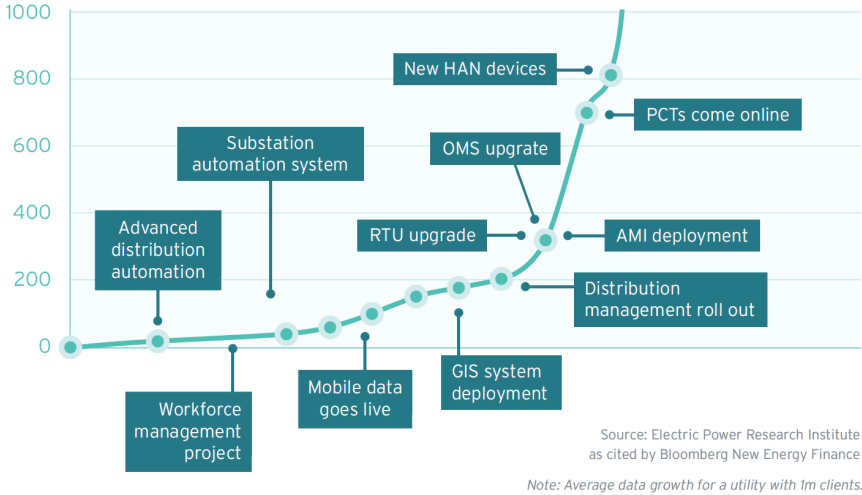 1000
800
600
400
200
0
New HAN devices
PCTs come online
Substation
automation system
OMS upgrate
Advanced
distribution
automation
RTU upgrade
AMI deployment
Distribution
management roll out
Workforce
management
project
Mobile data
goes live
GIS system
deployment
Source: Electric Power Research Institute
as cited by Bloomberg New Energy Finance
Note: Average data growth for a utility with 1m clients.